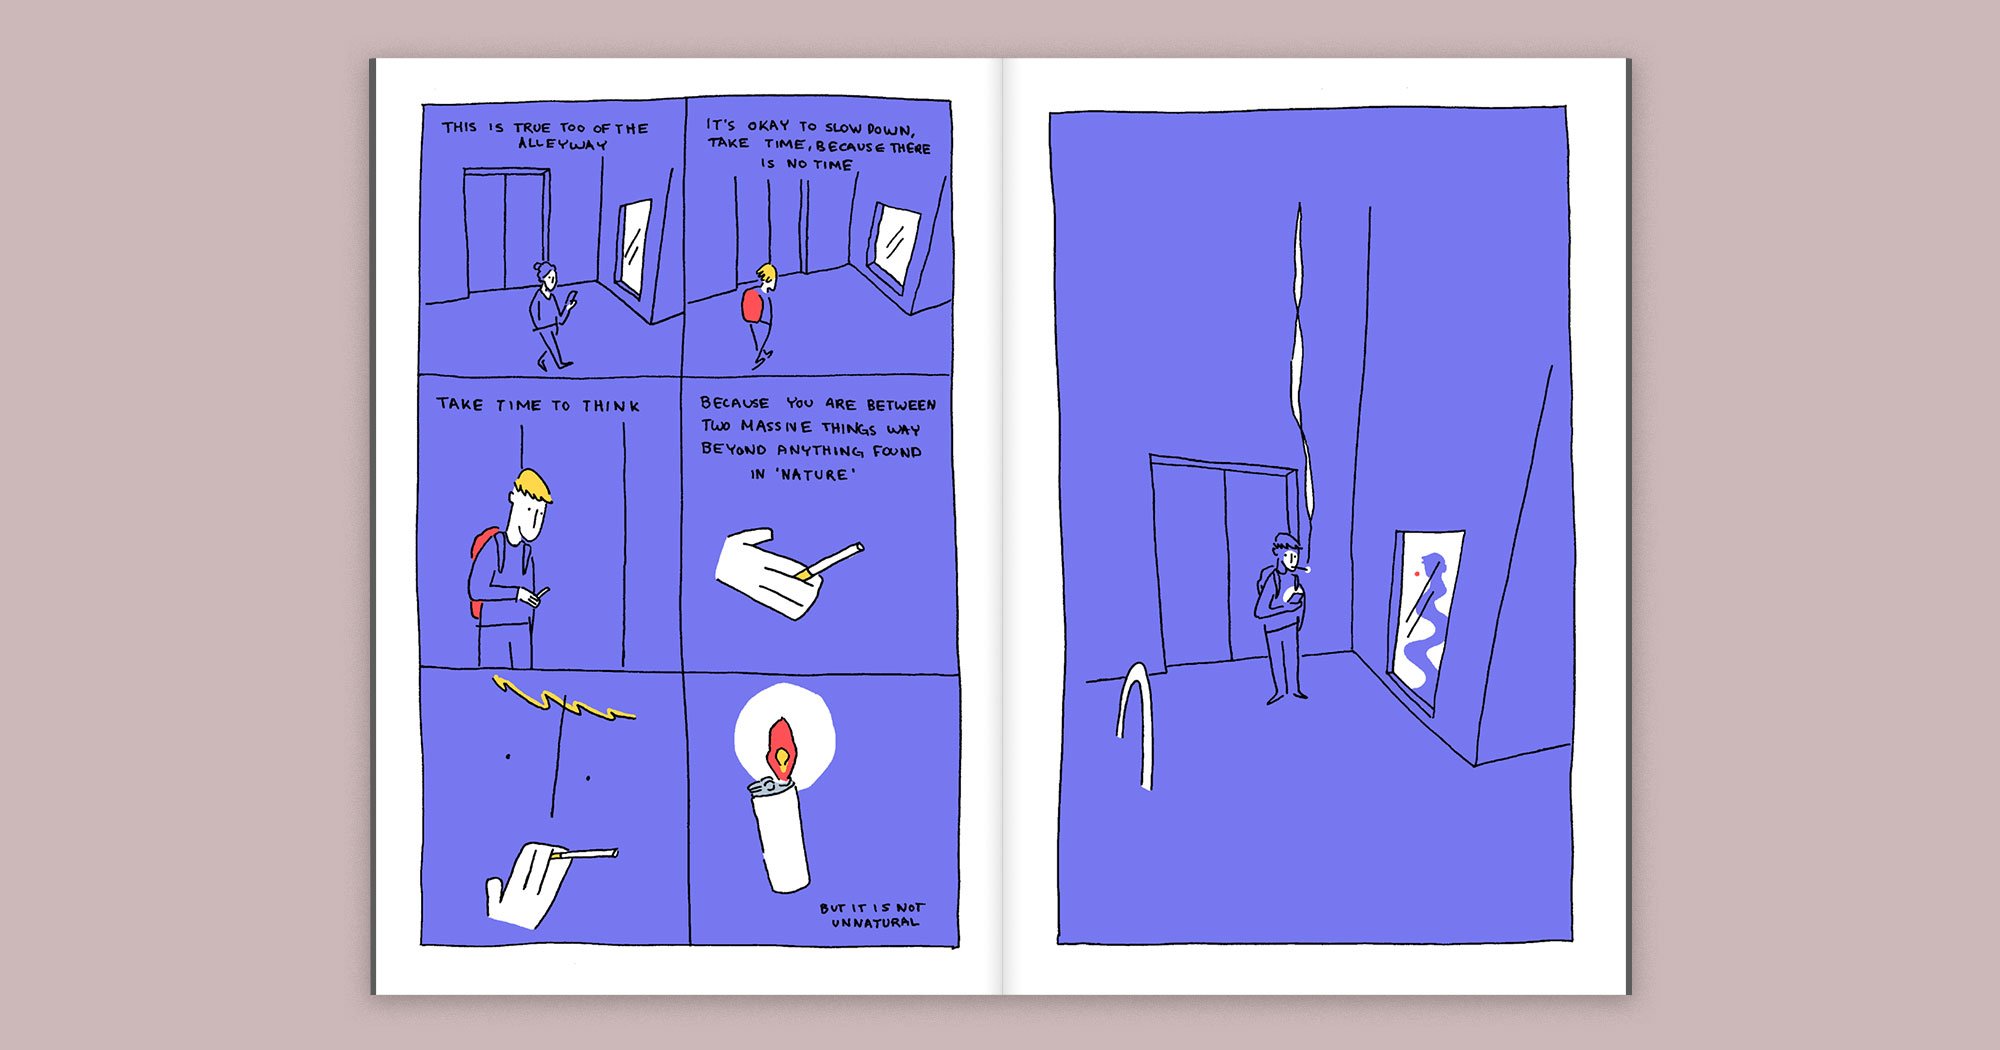 THIS IS TRUE TOO OF THE
ALLEYWAY
IT'S OKAY TO SLOW DOWN,
TAKE TIME, BECAUSE THERE
IS NO TIME
TAKE TIME TO THINK
BECAUSE YOU ARE BETWEEN
TWO MASSIVE THINGS WAY
BEYOND ANYTHING FOUND
IN 'NATURE'
BUT IT IS NOT
UNNATURAL